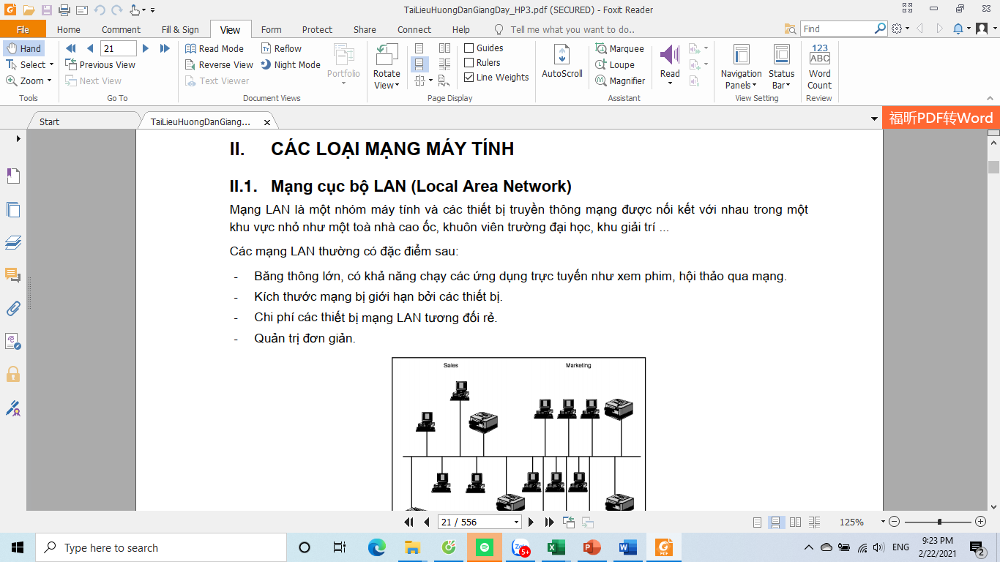 TaiLieuHuongDanGiangDay_HP3.pdf (SECURED) - Foxit Reader
File Home Comment Fill & Sign View Form Protect Share Connect Help Tell me what you want to do.. Find
Hand 21 Read Mode Reflow Guides Marquee 123
Select Previous View Reverse View Night Mode Portfolio Rotate View Rulers AutoScroll Loupe Read Navigation Panels Status Bar ABC Word Count
Zoom Next View Text Viewer Line Weights Magnifier
Tools Go To Document Views Page Display Assistant View Setting Review
Start TaiLieuHuongDanGiang... 福昕PDF转Word
II. CÁC LOẠI MẠNG MÁY TÍNH
II.1. Mạng cục bộ LAN (Local Area Network)
Mạng LAN là một nhóm máy tính và các thiết bị truyền thông mạng được nối kết với nhau trong một
khu vực nhỏ như một toà nhà cao ốc, khuôn viên trường đại học, khu giải trí ...
Các mạng LAN thường có đặc điểm sau:
- Băng thông lớn, có khả năng chạy các ứng dụng trực tuyến như xem phim, hội thảo qua mạng.
- Kích thước mạng bị giới hạn bởi các thiết bị.
- Chi phí các thiết bị mạng LAN tương đối rẻ.
- Quản trị đơn giản.
Sales Marketing
21 / 556 125%
Type here to search 5+ ENG 9:23 PM
2/22/2021 2